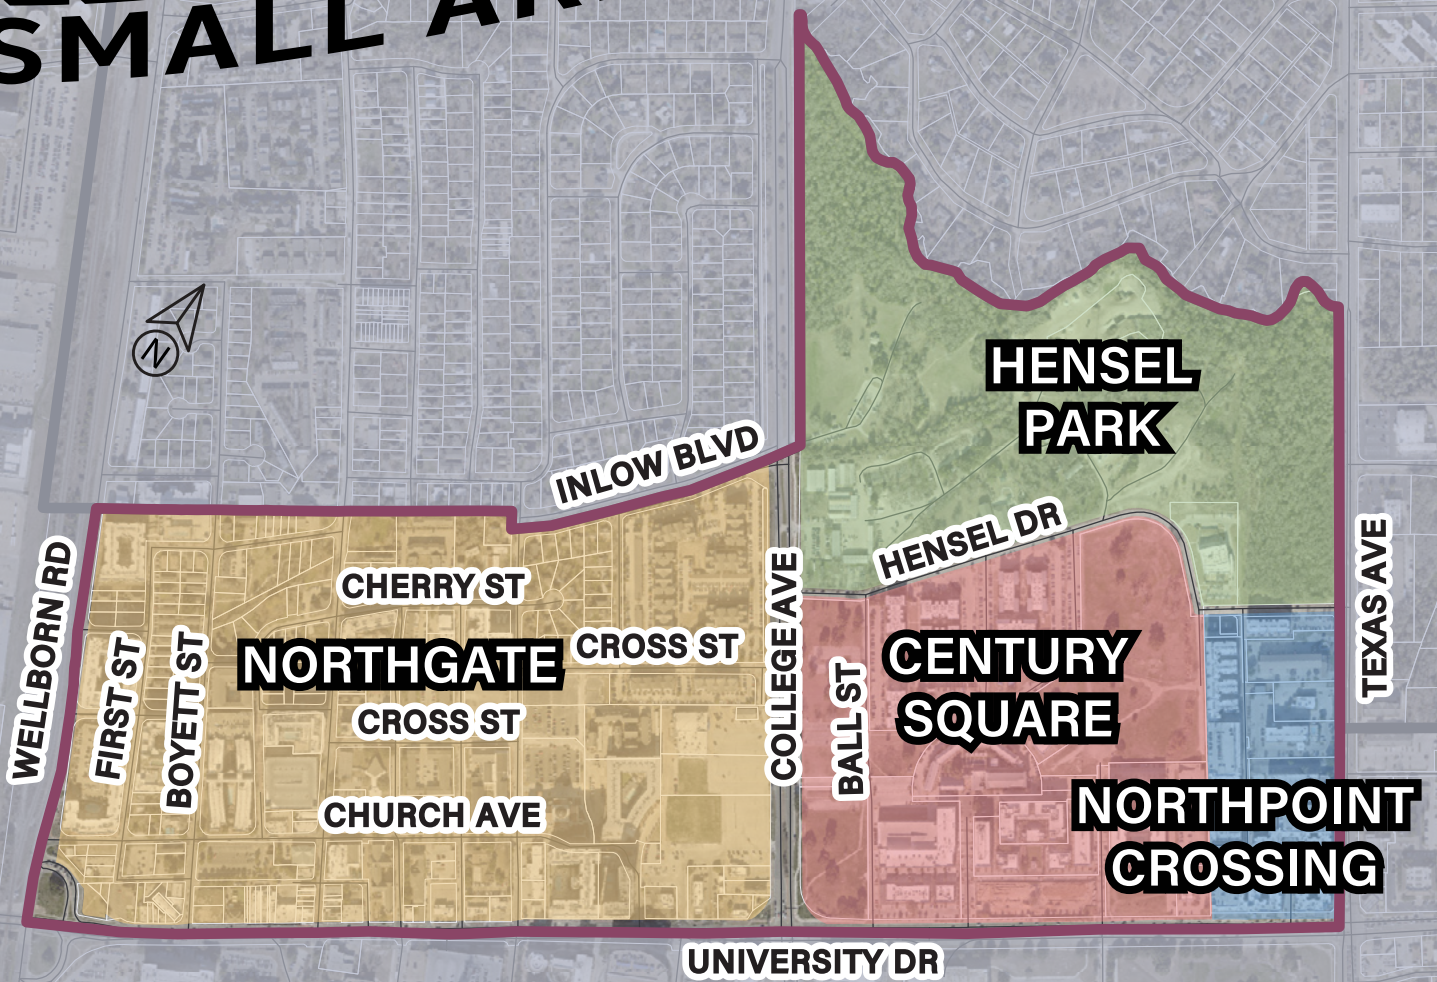 SMALL
HENSEL
PARK
INLOW BLVD
HENSEL DR
WELLBORN RD
FIRST ST
BOYETT ST
CHERRY ST
NORTHGATE
CROSS ST
CROSS ST
CHURCH AVE
COLLEGE AVE
BALL ST
CENTURY
SQUARE
TEXAS AVE
NORTHPOINT
CROSSING
UNIVERSITY DR
N